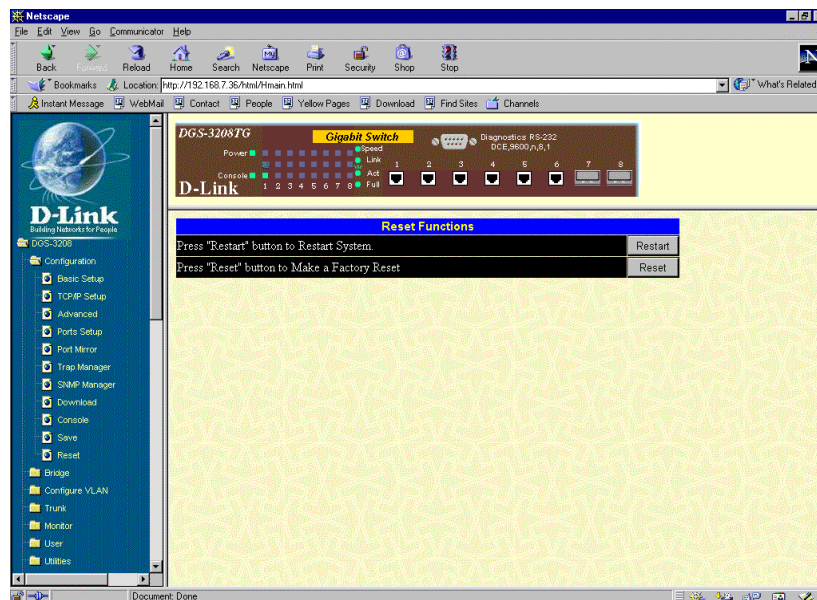 Netscape
File Edit View Go Communicator Help
Back Forward Reload Home Search Netscape Print Security Shop Stop
Bookmarks Location: http://192.168.7.36/html/Hmain.html What's Related
Instant Message WebMail Contact People Yellow Pages Download Find Sites Channels
DGS-3208TG Gigabit Switch
Diagnostics RS-232
DCE,9600,n,8,1
Power
Speed
Link
Console
Act
Full
D-Link 1 2 3 4 5 6 7 8
1 2 3 4 5 6 7 8
D-Link
Building Networks for People
DGS-3208
Configuration
Basic Setup
TCP/IP Setup
Advanced
Ports Setup
Port Mirror
Trap Manager
SNMP Manager
Download
Console
Save
Reset
Bridge
Configure VLAN
Trunk
Monitor
User
Utilities
Reset Functions
Press "Restart" button to Restart System. Restart
Press "Reset" button to Make a Factory Reset Reset
Document: Done